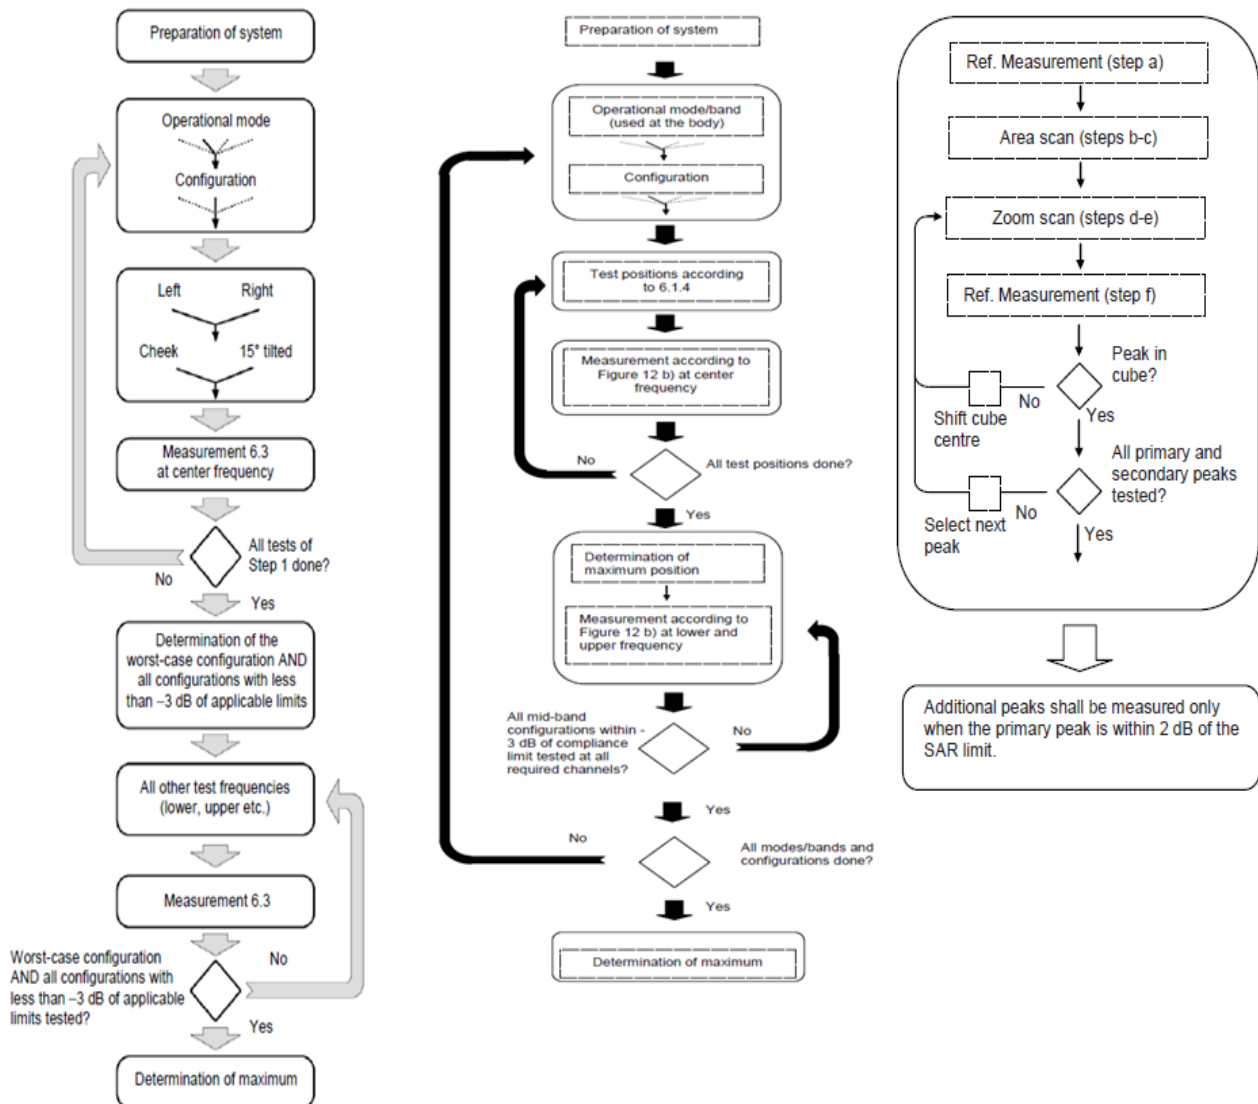 Preparation of system
Operational mode
Configuration
Left
Right
Cheek
15° tilted
Measurement 6.3
at center frequency
All tests of
Step 1 done?
No
Yes
Determination of the
worst-case configuration AND
all configurations with less
than –3 dB of applicable limits
All other test frequencies
(lower, upper etc.)
Measurement 6.3
Worst-case configuration
AND all configurations with
less than –3 dB of applicable
limits tested?
No
Yes
Determination of maximum
Preparation of system
Operational mode/band
(used at the body)
Configuration
Test positions according
to 6.1.4
Measurement according to
Figure 12 b) at center
frequency
No
All test positions done?
Yes
Determination of
maximum position
Measurement according to
Figure 12 b) at lower and
upper frequency
All mid-band
configurations within -
3 dB of compliance
limit tested at all
required channels?
No
Yes
No
All modes/bands and
configurations done?
Yes
Determination of maximum
Ref. Measurement (step a)
Area scan (steps b-c)
Zoom scan (steps d-e)
Ref. Measurement (step f)
Peak in
cube?
No
Shift cube
centre
Yes
All primary and
secondary peaks
tested?
No
Select next
peak
Yes
Additional peaks shall be measured only
when the primary peak is within 2 dB of the
SAR limit.